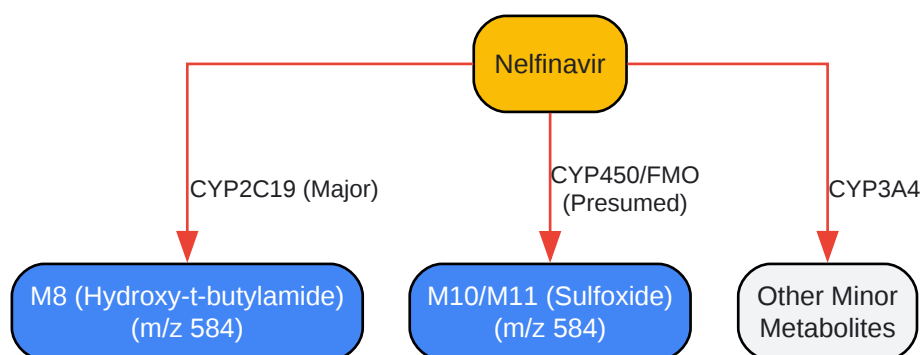 Nelfinavir
CYP2C19 (Major)
CYP450/FMO
(Presumed)
CYP3A4
M8 (Hydroxy-t-butylamide)
(m/z 584)
M10/M11 (Sulfoxide)
(m/z 584)
Other Minor
Metabolites